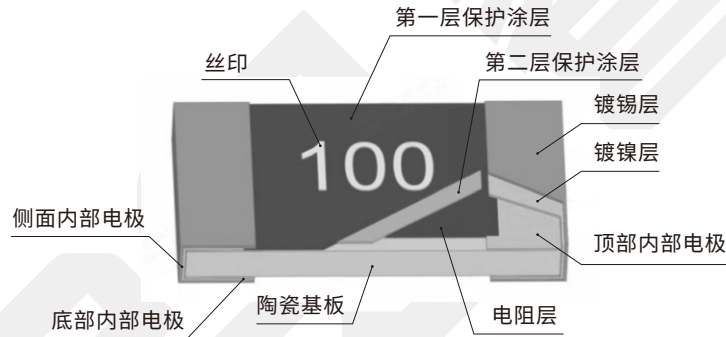 第一层保护涂层
丝印
第二层保护涂层
镀锡层
100
镀镍层
侧面内部电极
顶部内部电极
陶瓷基板
电阻层
底部内部电极